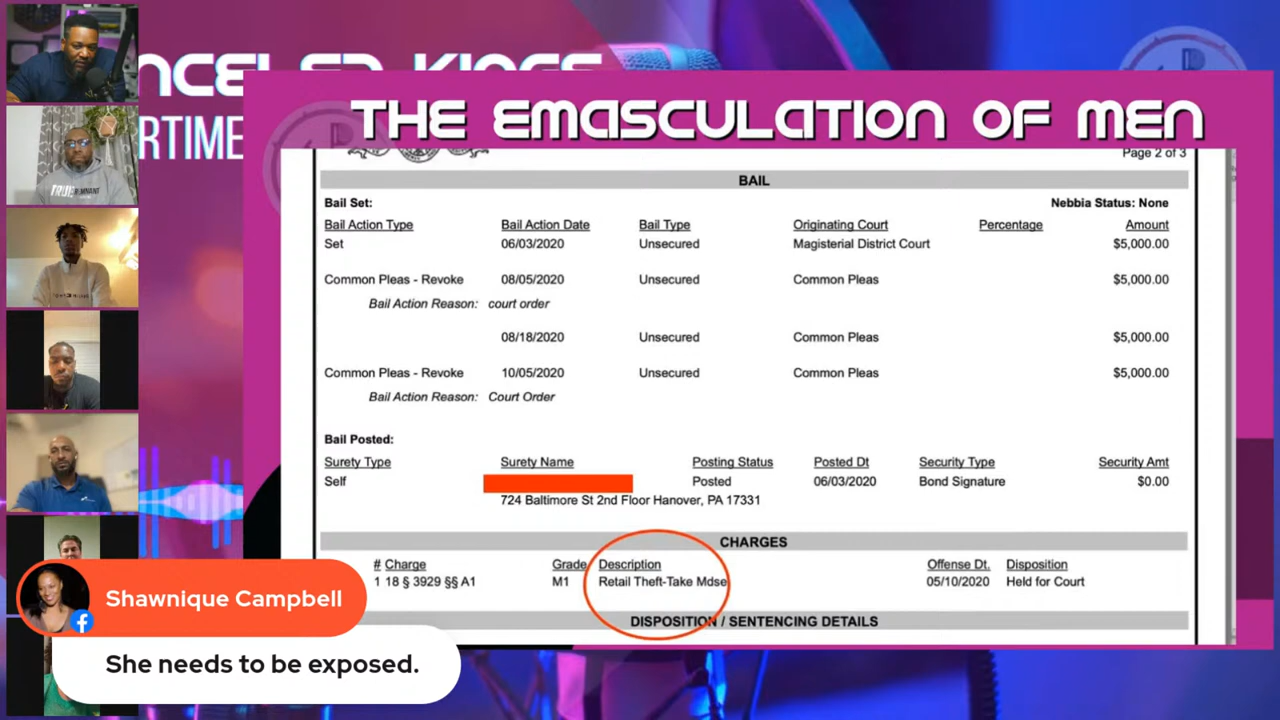 THE EMASCULATION OF MEN
Page 2 of 3
BAIL
Bail Set: Nebbia Status: None
Bail Action Type Bail Action Date Bail Type Originating Court Percentage Amount
Set 06/03/2020 Unsecured Magisterial District Court $5,000.00
Common Pleas - Revoke 08/05/2020 Unsecured Common Pleas $5,000.00
Bail Action Reason: court order
08/18/2020 Unsecured Common Pleas $5,000.00
Common Pleas - Revoke 10/05/2020 Unsecured Common Pleas $5,000.00
Bail Action Reason: Court Order
Bail Posted:
Surety Type Surety Name Posting Status Posted Dt Security Type Security Amt
Self Posted 06/03/2020 Bond Signature $0.00
724 Baltimore St 2nd Floor Hanover, PA 17331
CHARGES
# Charge Grade Description Offense Dt. Disposition
1 18 § 3929 §§ A1 M1 Retail Theft-Take Mdse 05/10/2020 Held for Court
DISPOSITION / SENTENCING DETAILS
Shawnique Campbell
She needs to be exposed.